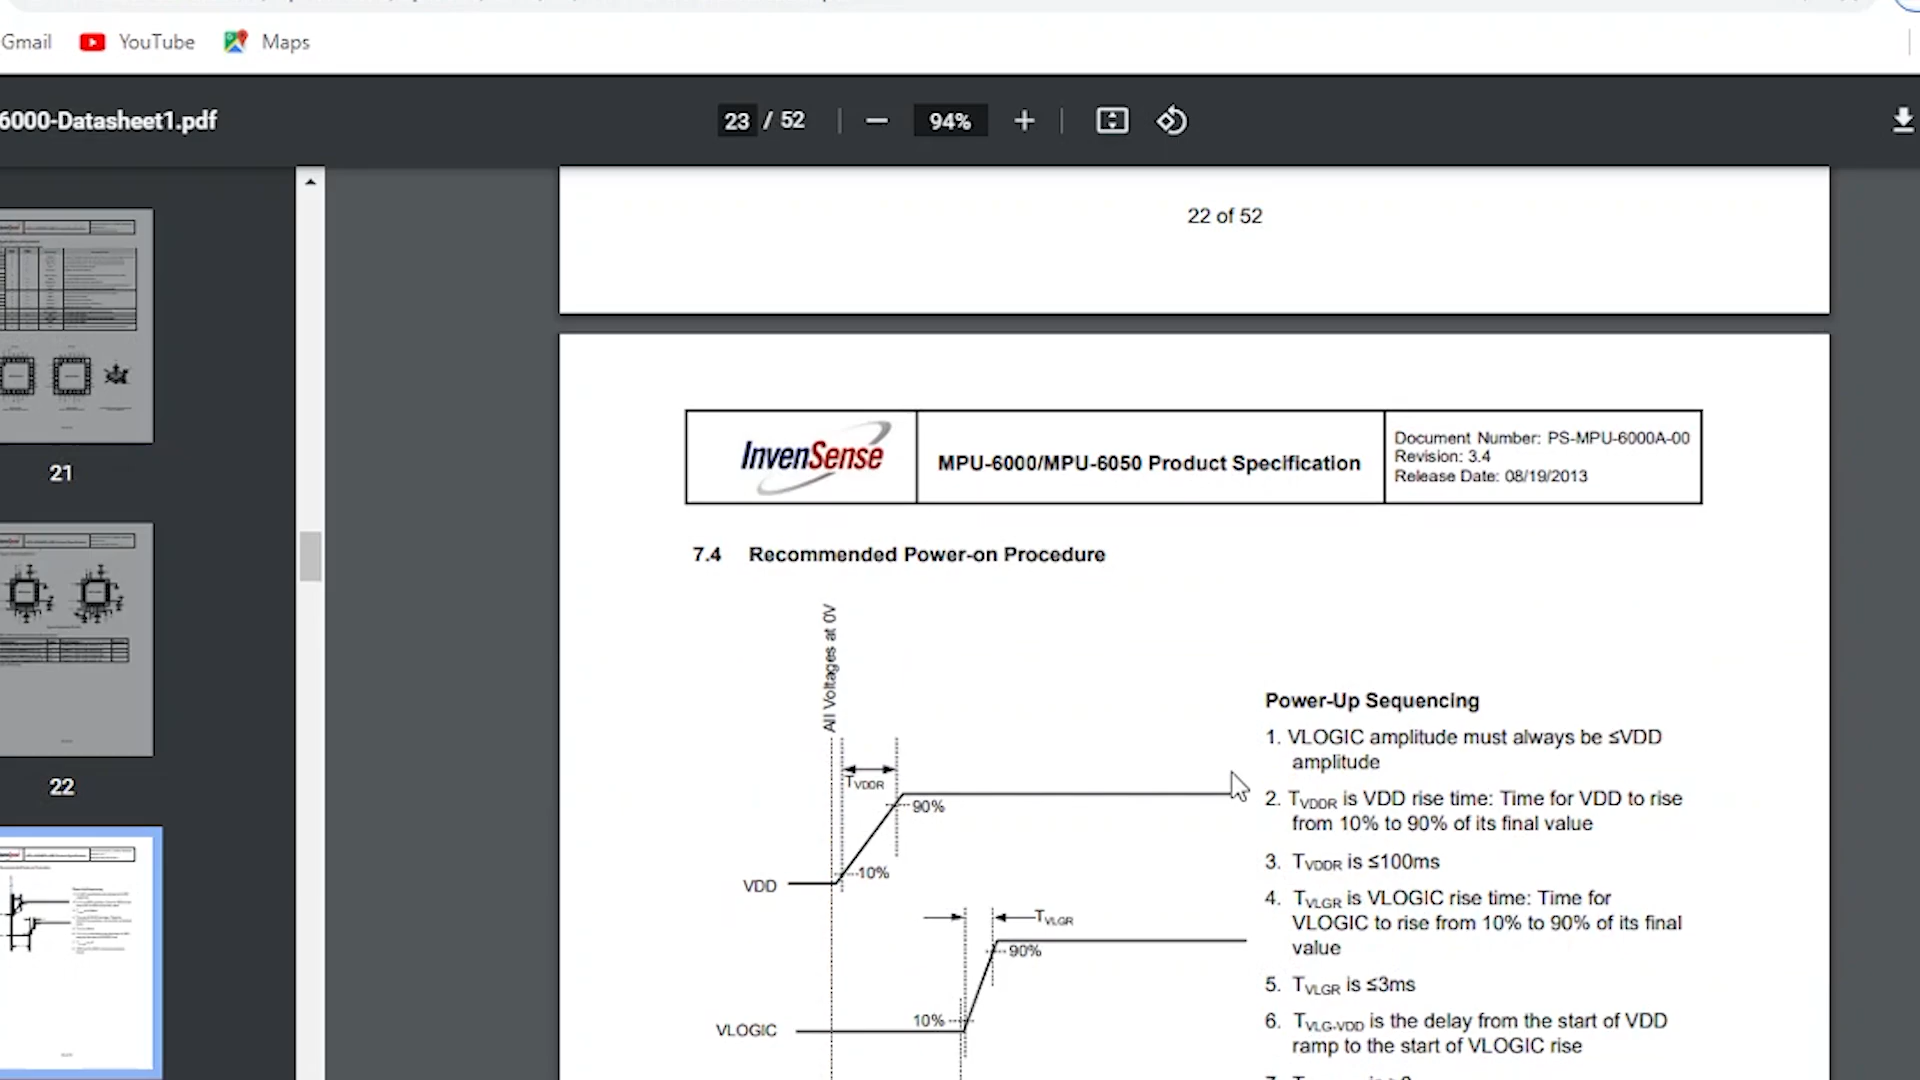 Gmail YouTube Maps
6000-Datasheet1.pdf 23 / 52 94%
22 of 52
21
22
InvenSense
MPU-6000/MPU-6050 Product Specification
Document Number: PS-MPU-6000A-00
Revision: 3.4
Release Date: 08/19/2013
7.4 Recommended Power-on Procedure
All Voltages at 0V
TVDDR
90%
10%
VDD
TVLGR
90%
10%
VLOGIC
Power-Up Sequencing
1. VLOGIC amplitude must always be ≤VDD
amplitude
2. TVDDR is VDD rise time: Time for VDD to rise
from 10% to 90% of its final value
3. TVDDR is ≤100ms
4. TVLGR is VLOGIC rise time: Time for
VLOGIC to rise from 10% to 90% of its final
value
5. TVLGR is ≤3ms
6. TVLG-VDD is the delay from the start of VDD
ramp to the start of VLOGIC rise